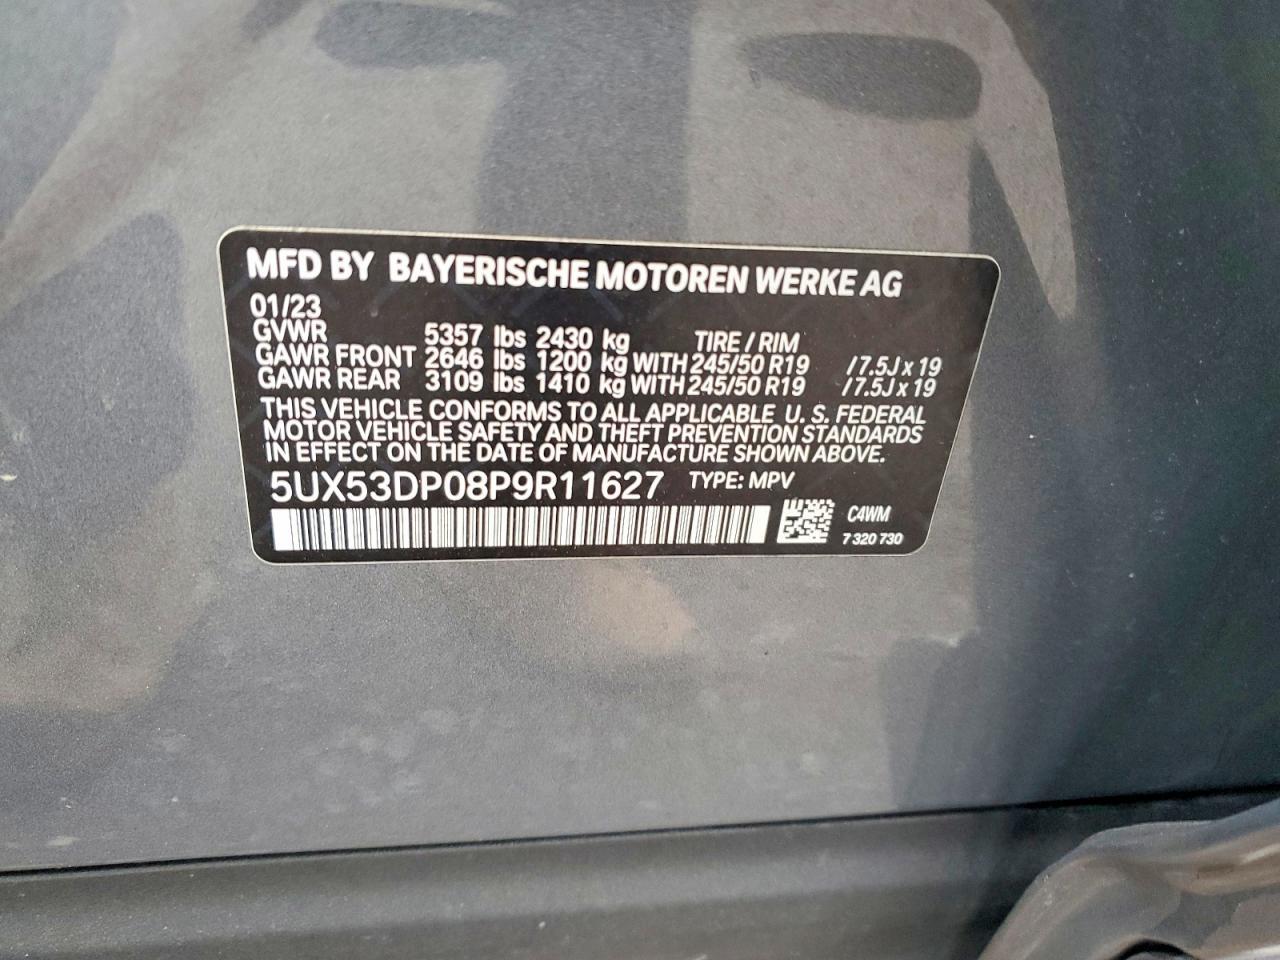 MFD BY BAYERISCHE MOTOREN WERKE AG
01/23
GVWR 5357 lbs 2430 kg TIRE / RIM
GAWR FRONT 2646 lbs 1200 kg WITH 245/50 R19 /7.5J x 19
GAWR REAR 3109 lbs 1410 kg WITH 245/50 R19 /7.5J x 19
THIS VEHICLE CONFORMS TO ALL APPLICABLE U. S. FEDERAL
MOTOR VEHICLE SAFETY AND THEFT PREVENTION STANDARDS
IN EFFECT ON THE DATE OF MANUFACTURE SHOWN ABOVE.
5UX53DP08P9R11627 TYPE: MPV
C4WM
7 320 730